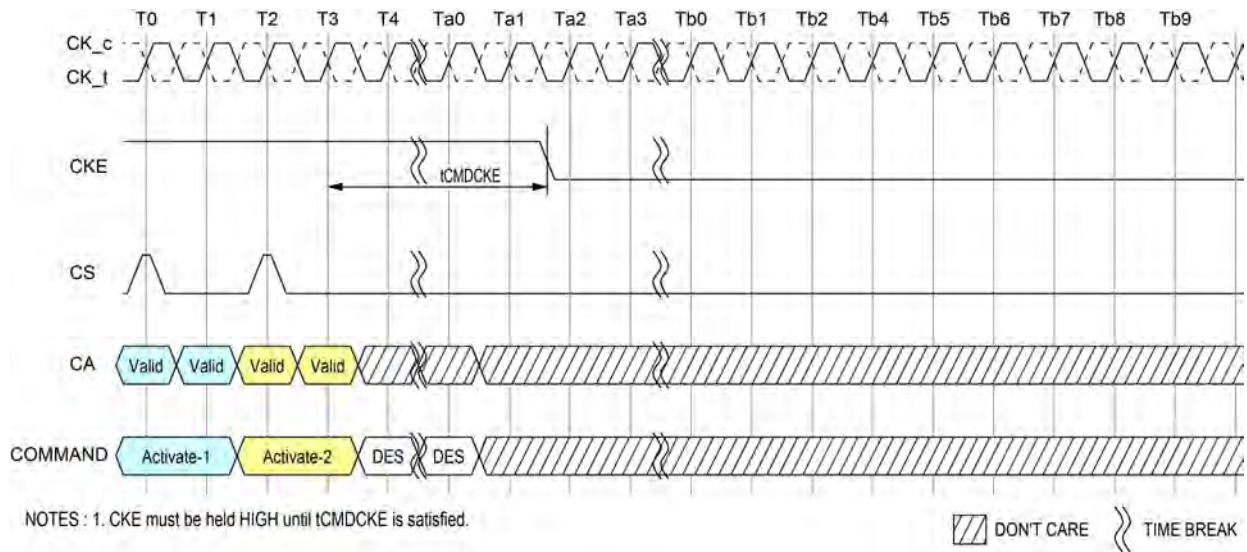 T0 T1 T2 T3 T4 Ta0 Ta1 Ta2 Ta3 Tb0 Tb1 Tb2 Tb4 Tb5 Tb6 Tb7 Tb8 Tb9
CK_c
CK_t
CKE
tCMDCKE
CS
CA Valid Valid Valid Valid
COMMAND Activate-1 Activate-2 DES DES
NOTES : 1. CKE must be held HIGH until tCMDCKE is satisfied.
DON'T CARE TIME BREAK